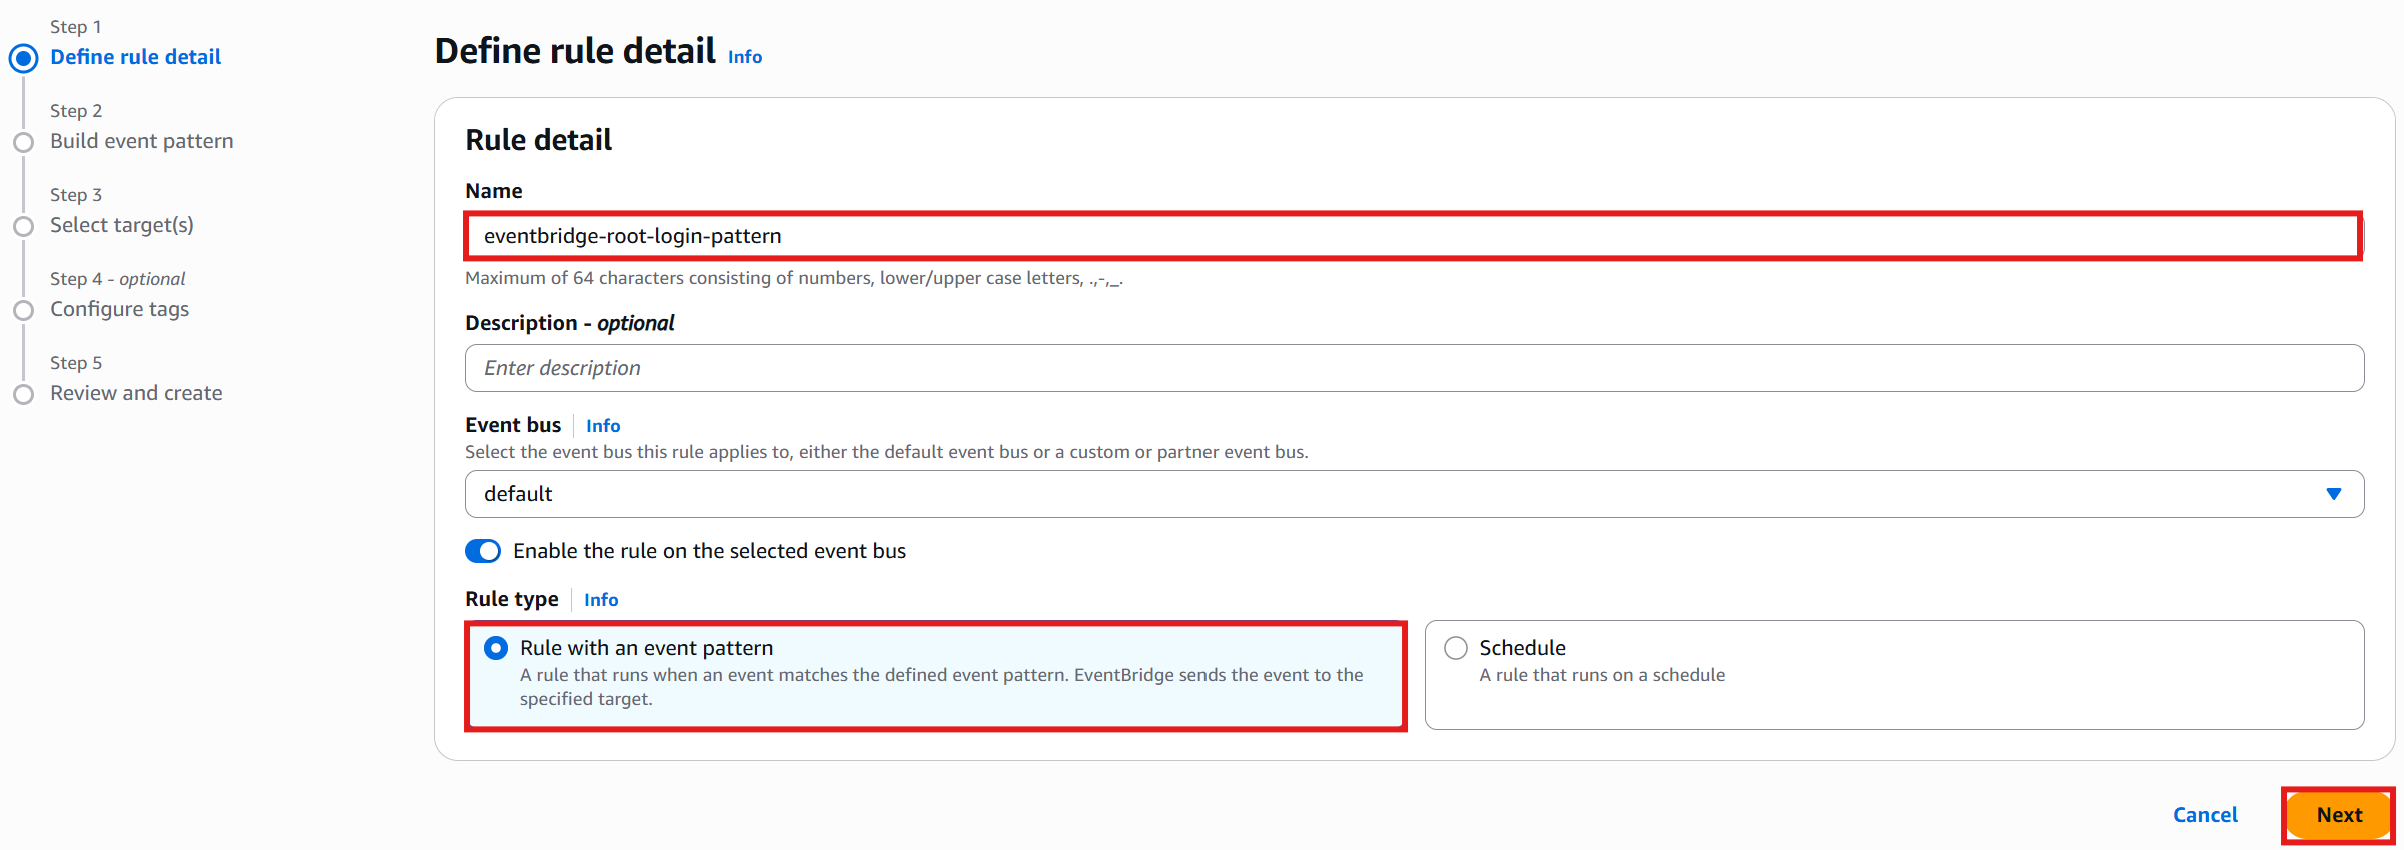 Step 1
Define rule detail
Step 2
Build event pattern
Step 3
Select target(s)
Step 4 - optional
Configure tags
Step 5
Review and create
Define rule detail Info
Rule detail
Name
eventbridge-root-login-pattern
Maximum of 64 characters consisting of numbers, lower/upper case letters, .,-,_.
Description - optional
Enter description
Event bus Info
Select the event bus this rule applies to, either the default event bus or a custom or partner event bus.
default
Enable the rule on the selected event bus
Rule type Info
Rule with an event pattern
A rule that runs when an event matches the defined event pattern. EventBridge sends the event to the
specified target.
Schedule
A rule that runs on a schedule
Cancel
Next